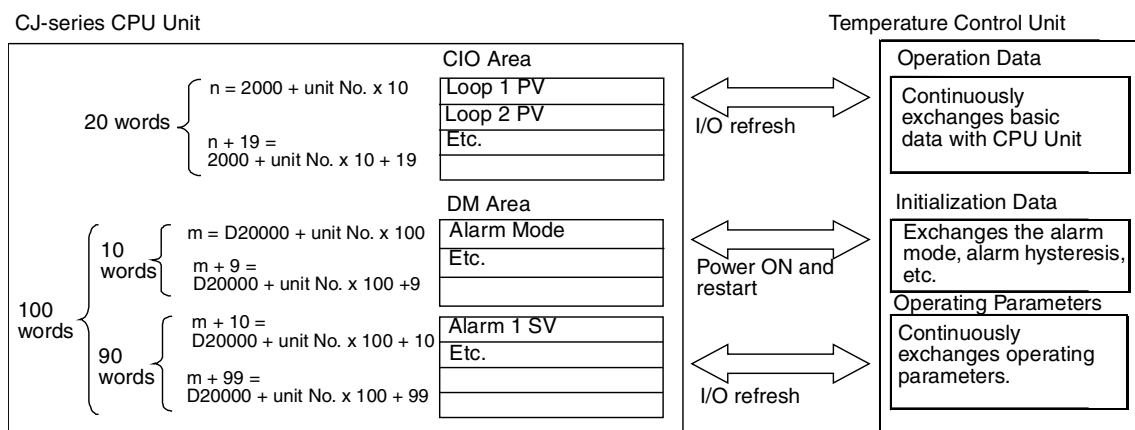 CJ-series CPU Unit
Temperature Control Unit
CIO Area
n = 2000 + unit No. x 10
20 words
n + 19 =
2000 + unit No. x 10 + 19
Loop 1 PV
Loop 2 PV
Etc.
I/O refresh
Operation Data
Continuously
exchanges basic
data with CPU Unit
DM Area
100
words
10
words
m = D20000 + unit No. x 100
m + 9 =
D20000 + unit No. x 100 +9
Alarm Mode
Etc.
Power ON and
restart
Initialization Data
Exchanges the alarm
mode, alarm hysteresis,
etc.
90
words
m + 10 =
D20000 + unit No. x 100 + 10
m + 99 =
D20000 + unit No. x 100 + 99
Alarm 1 SV
Etc.
I/O refresh
Operating Parameters
Continuously
exchanges operating
parameters.